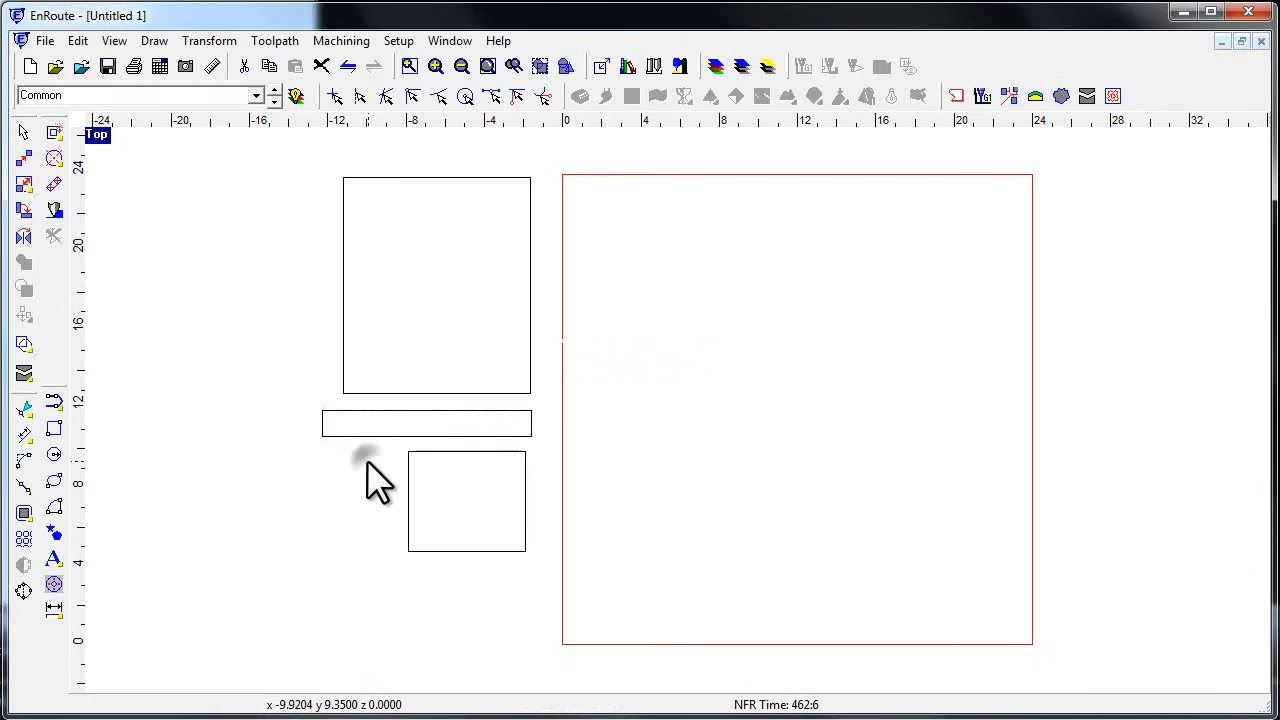 EnRoute - [Untitled 1]
File Edit View Draw Transform Toolpath Machining Setup Window Help
Common
-24 -20 -16 -12 -8 -4 0 4 8 12 16 20 24 28 32
Top
24
20
16
12
8
4
0
x -9.9204 y 9.3500 z 0.0000
NFR Time: 462:6